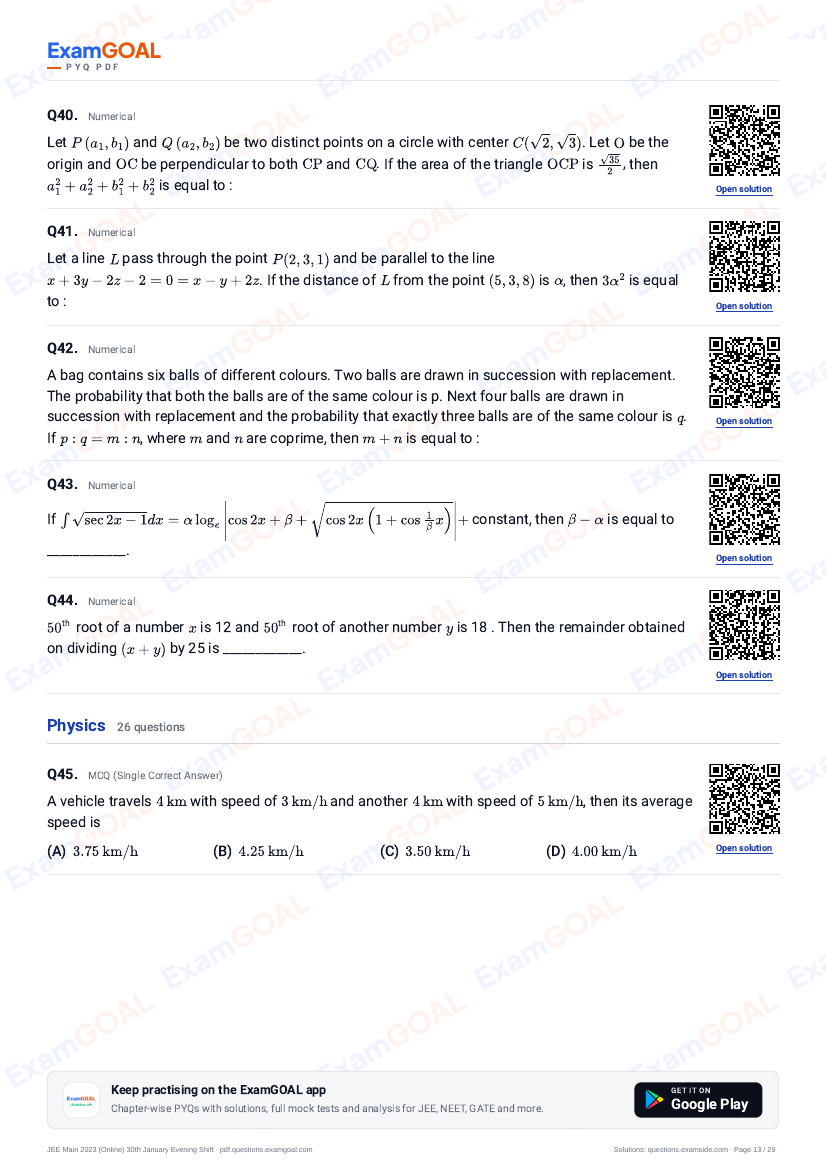 ExamGOAL
PYQ PDF
Q40. Numerical
Let P (a₁, b₁) and Q (a₂, b₂) be two distinct points on a circle with center C(√2, √3). Let O be the
origin and OC be perpendicular to both CP and CQ. If the area of the triangle OCP is √35/2, then
a₁² + a₂² + b₁² + b₂² is equal to :
Open solution
Q41. Numerical
Let a line L pass through the point P(2, 3, 1) and be parallel to the line
x + 3y − 2z − 2 = 0 = x − y + 2z. If the distance of L from the point (5, 3, 8) is α, then 3α² is equal
to :
Open solution
Q42. Numerical
A bag contains six balls of different colours. Two balls are drawn in succession with replacement.
The probability that both the balls are of the same colour is p. Next four balls are drawn in
succession with replacement and the probability that exactly three balls are of the same colour is q.
If p : q = m : n, where m and n are coprime, then m + n is equal to :
Open solution
Q43. Numerical
If ∫ √(sec 2x − 1) dx = α logₑ |cos 2x + β + √(cos 2x (1 + cos (1/β) x))| + constant, then β − α is equal to
____________.
Open solution
Q44. Numerical
50th root of a number x is 12 and 50th root of another number y is 18 . Then the remainder obtained
on dividing (x + y) by 25 is ____________.
Open solution
Physics 26 questions
Q45. MCQ (Single Correct Answer)
A vehicle travels 4 km with speed of 3 km/h and another 4 km with speed of 5 km/h, then its average
speed is
(A) 3.75 km/h (B) 4.25 km/h (C) 3.50 km/h (D) 4.00 km/h
Open solution
Keep practising on the ExamGOAL app
Chapter-wise PYQs with solutions, full mock tests and analysis for JEE, NEET, GATE and more.
GET IT ON
Google Play
JEE Main 2023 (Online) 30th January Evening Shift · pdf.questions.examgoal.com
Solutions: questions.examside.com · Page 13 / 29